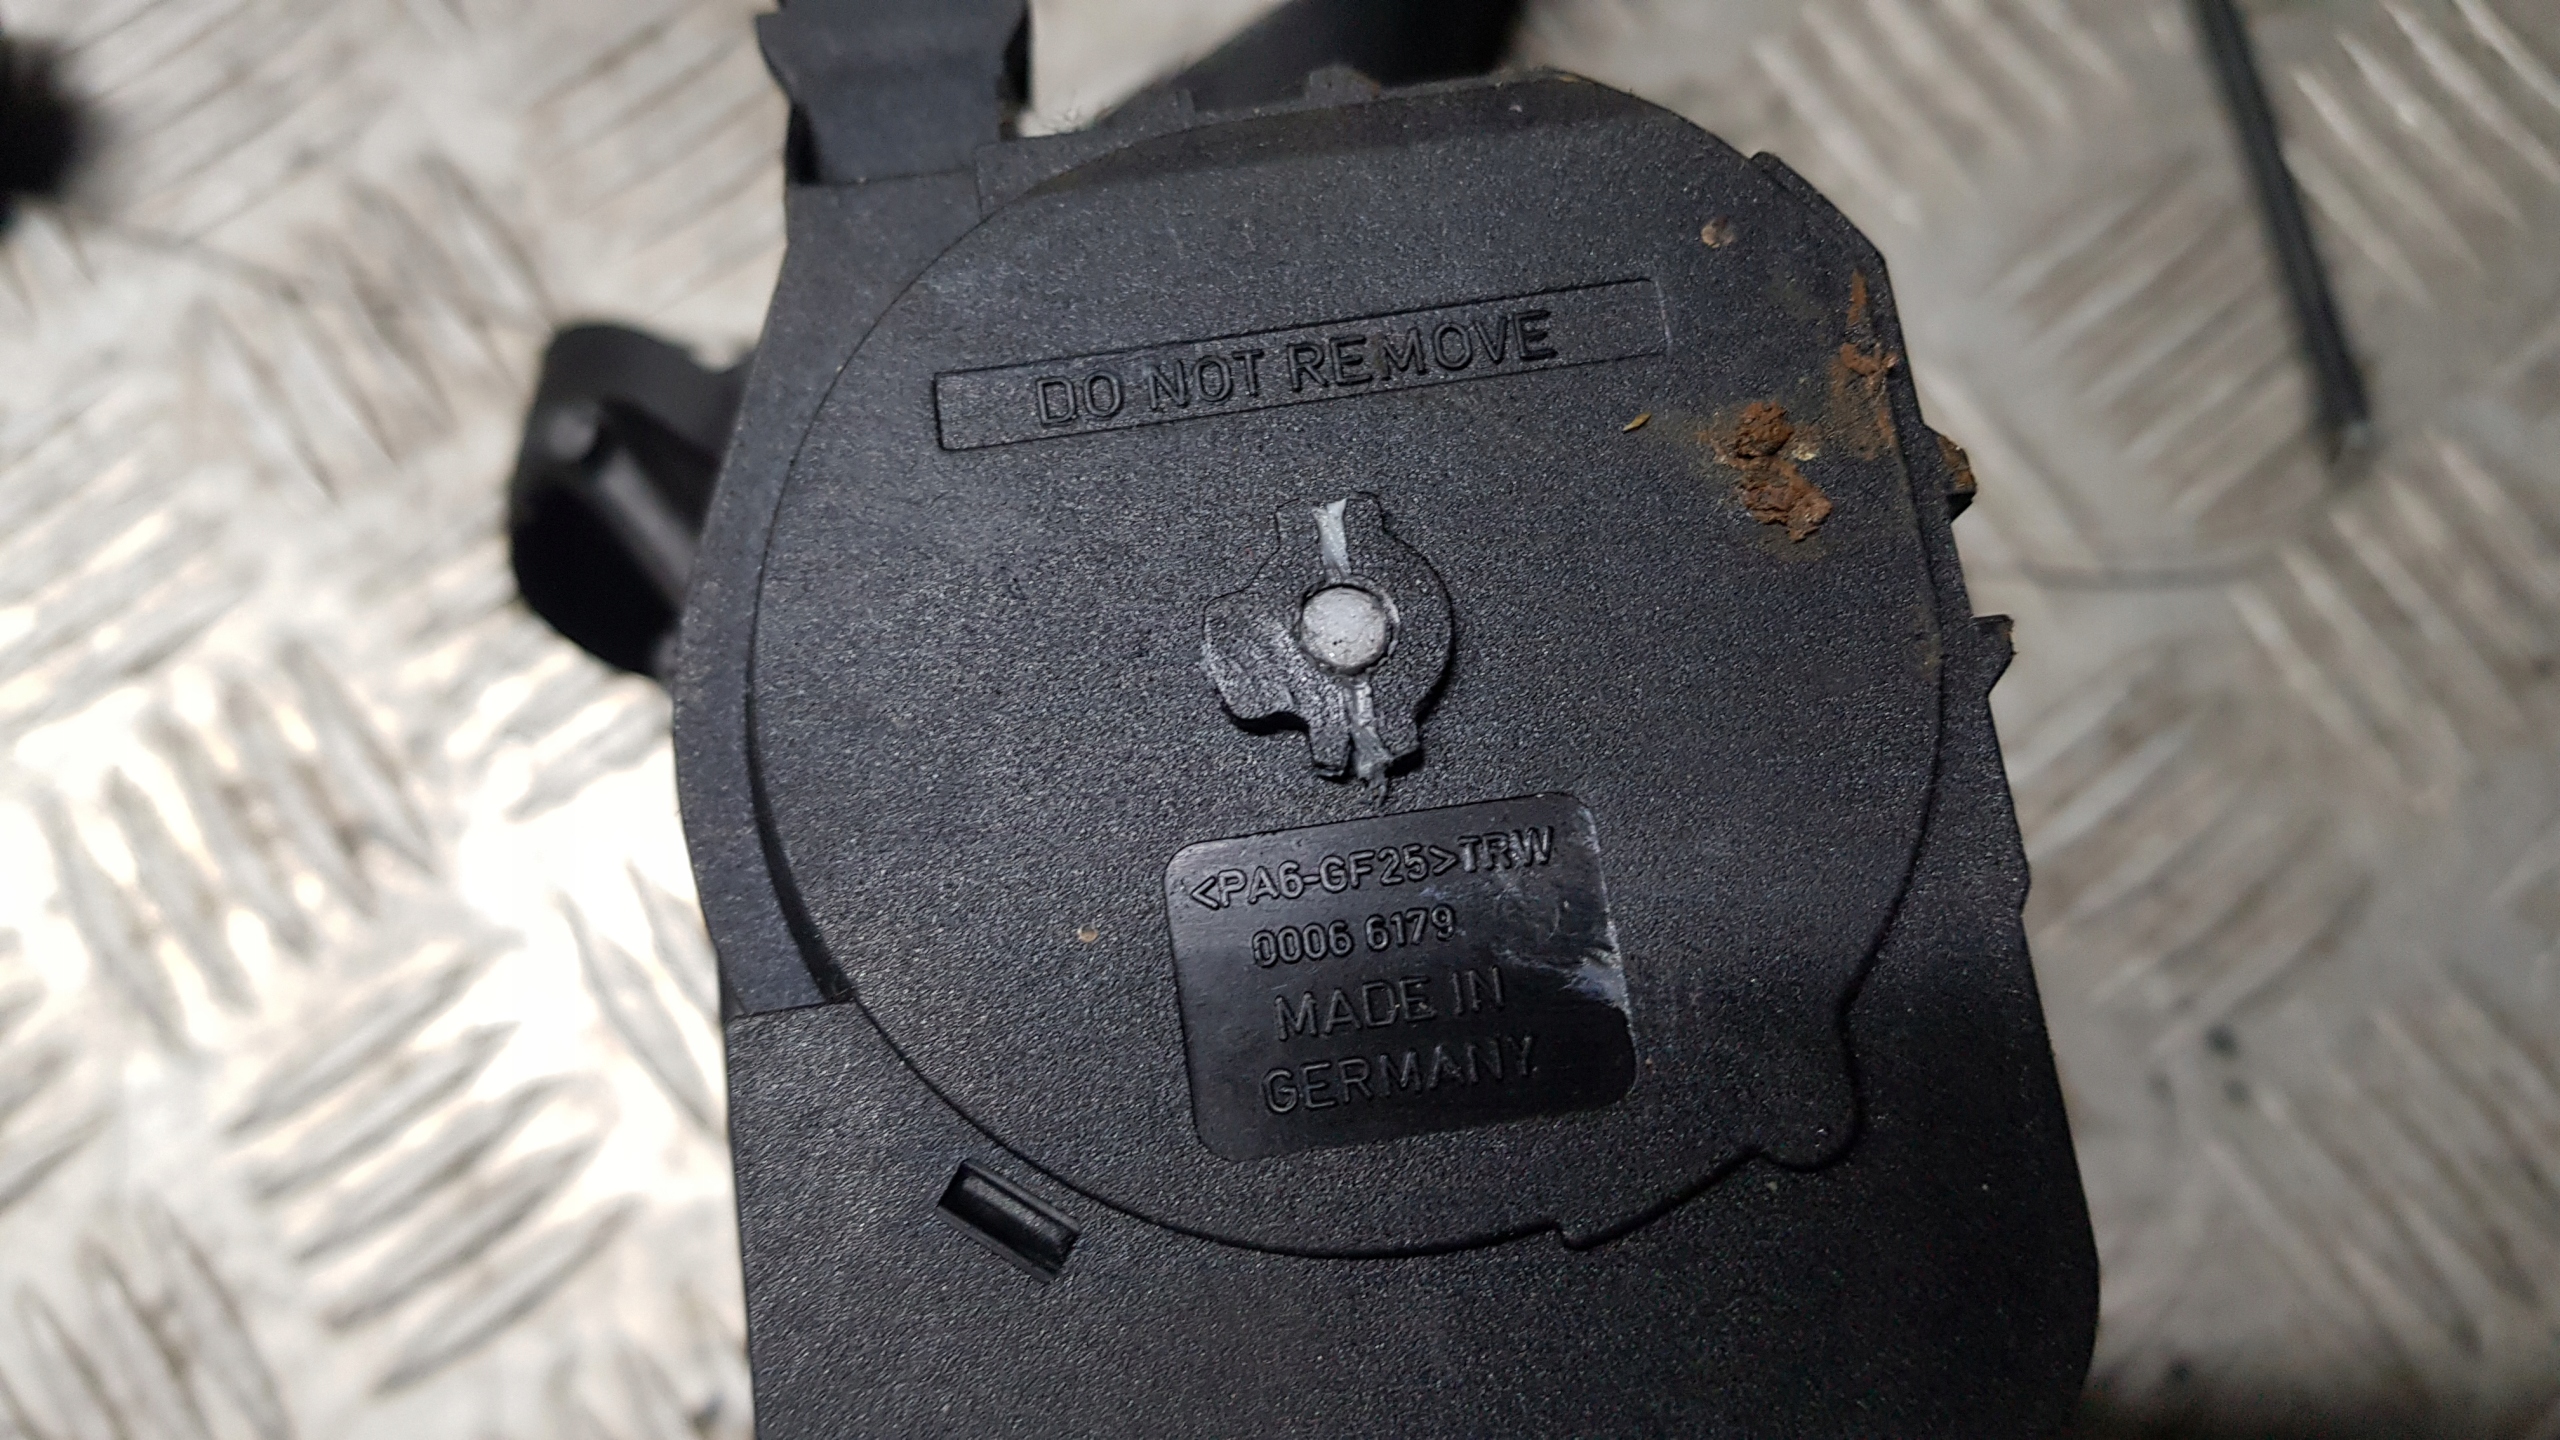 DO NOT REMOVE
<PA6-GF25>TRW
0006 6179
MADE IN
GERMANY